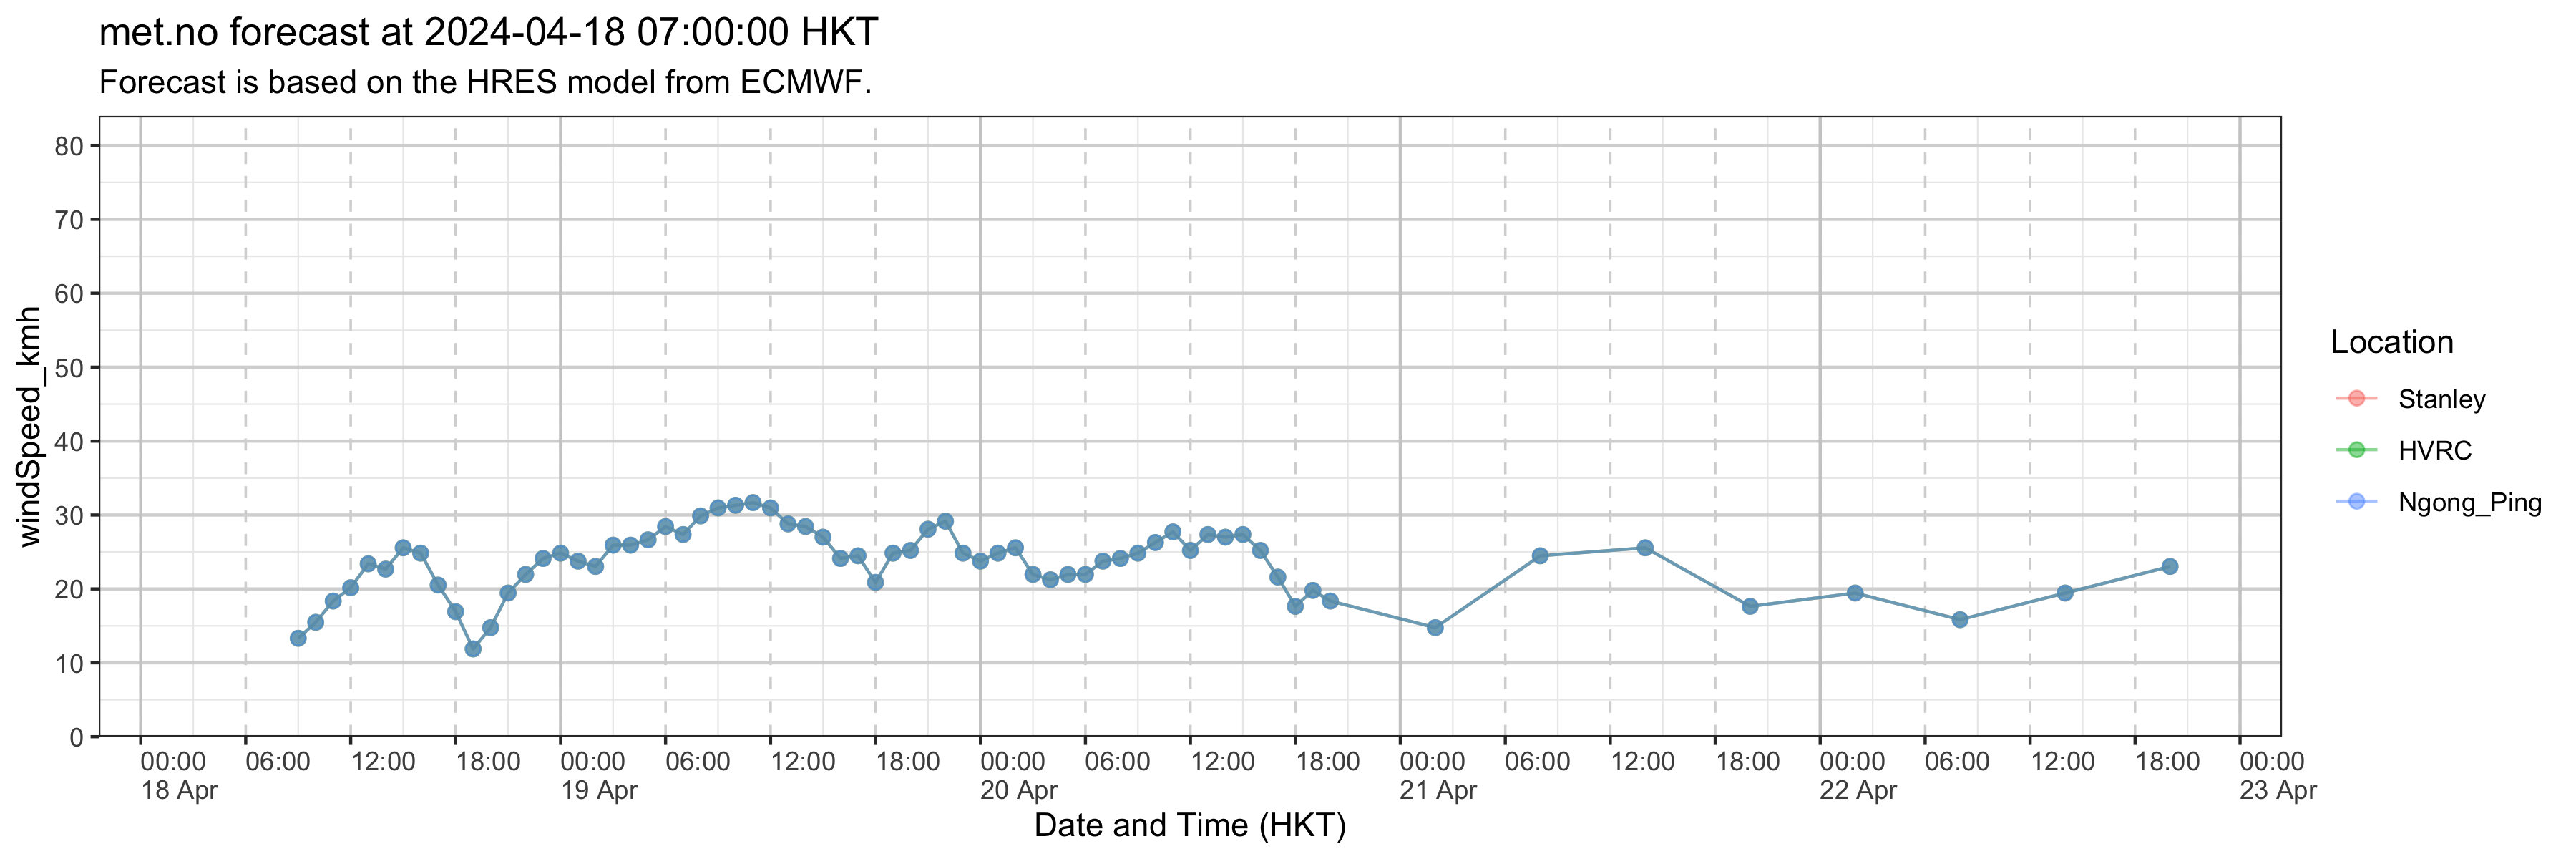 met.no forecast at 2024-04-18 07:00:00 HKT
Forecast is based on the HRES model from ECMWF.
windSpeed_kmh
80
70
60
50
40
30
20
10
0
00:00 06:00 12:00 18:00 00:00 06:00 12:00 18:00 00:00 06:00 12:00 18:00 00:00 06:00 12:00 18:00 00:00 06:00 12:00 18:00 00:00
18 Apr 19 Apr 20 Apr 21 Apr 22 Apr 23 Apr
Date and Time (HKT)
Location
Stanley
HVRC
Ngong_Ping